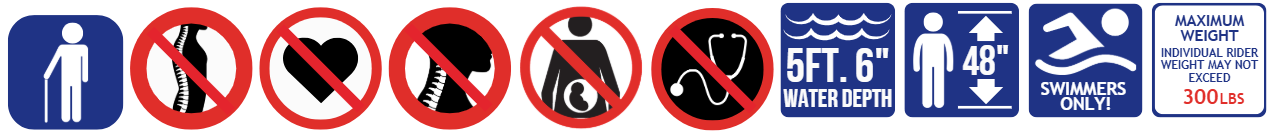 5FT. 6"
WATER DEPTH
48"
SWIMMERS
ONLY!
MAXIMUM
WEIGHT
INDIVIDUAL RIDER
WEIGHT MAY NOT
EXCEED
300LBS